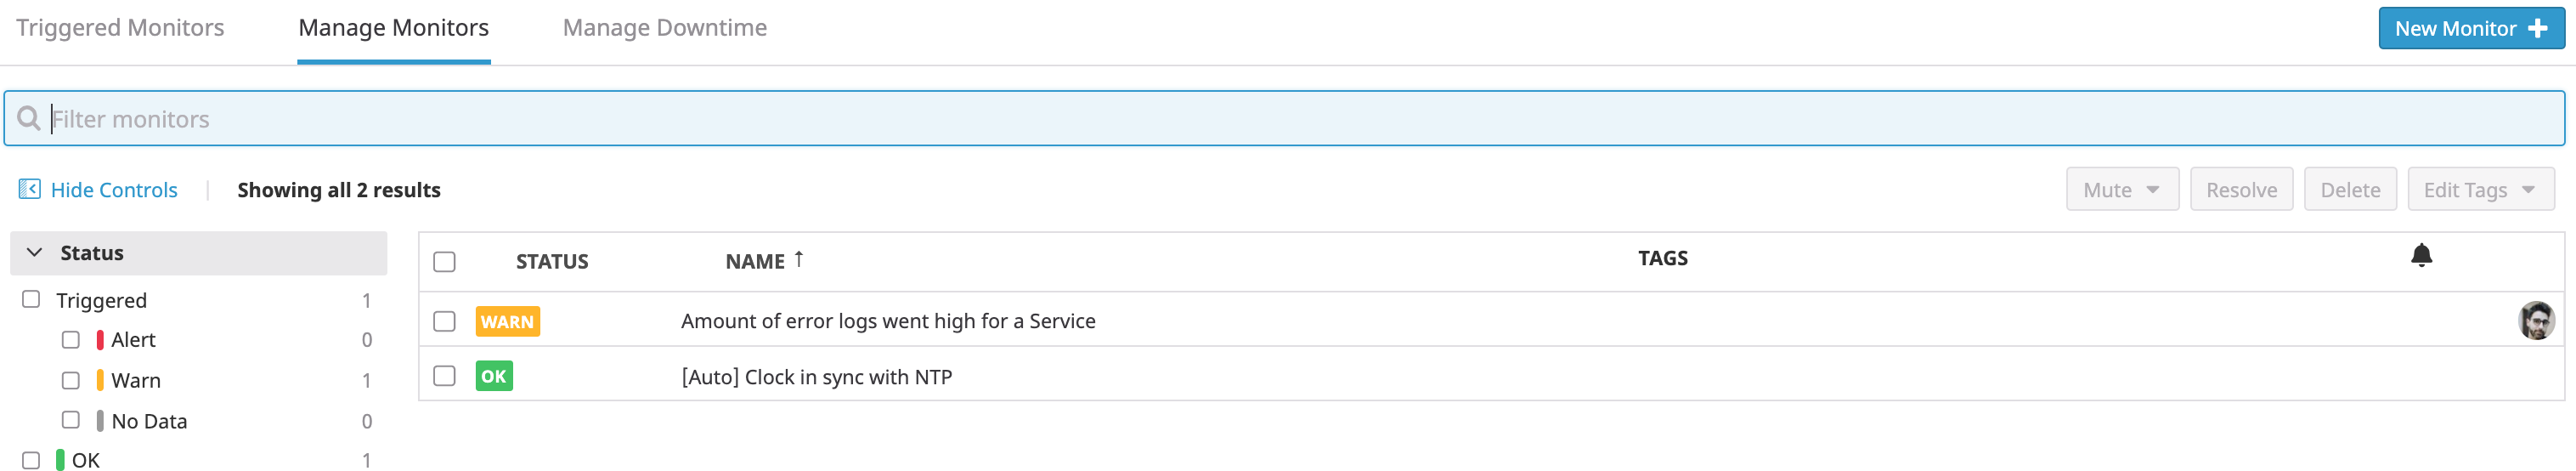 Triggered Monitors Manage Monitors Manage Downtime New Monitor
Filter monitors
Hide Controls Showing all 2 results Mute Resolve Delete Edit Tags
Status
Triggered 1
Alert 0
Warn 1
No Data 0
OK 1
STATUS NAME ↑ TAGS
WARN Amount of error logs went high for a Service
OK [Auto] Clock in sync with NTP